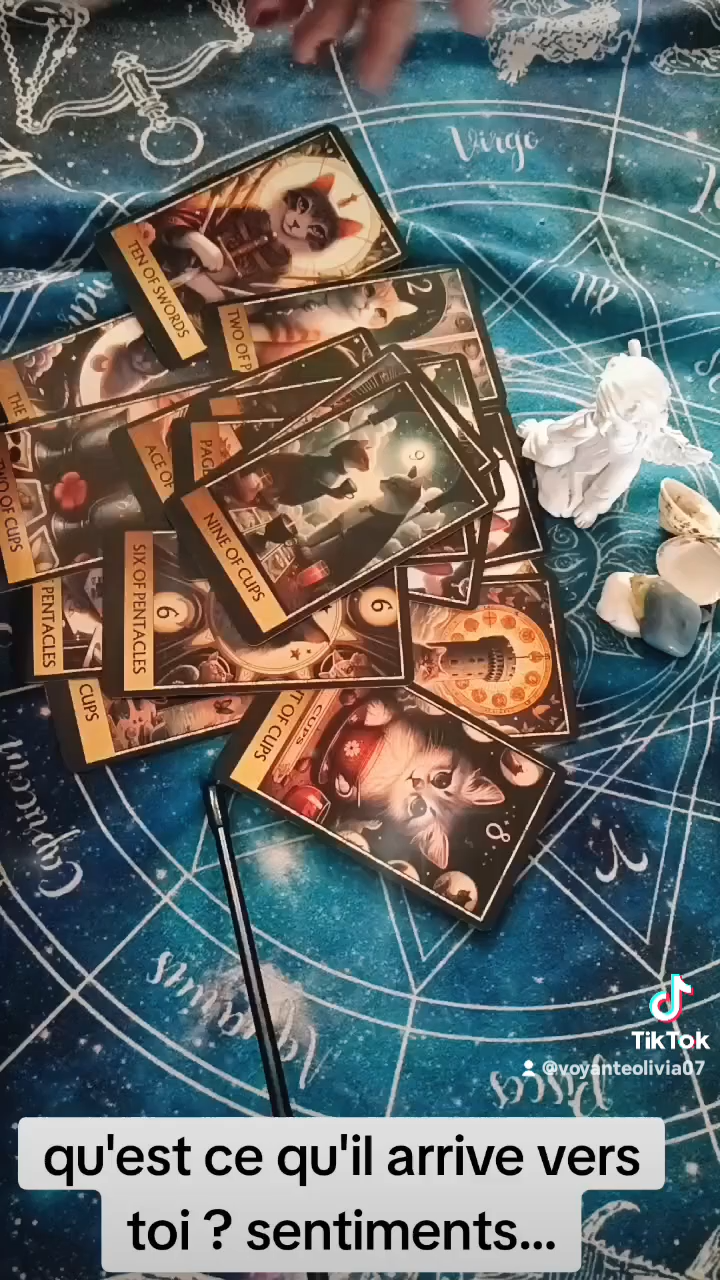 Virgo
TEN OF SWORDS
2
TWO OF P
THE
TWO OF CUPS
ACE OF
PAGE
9
NINE OF CUPS
PENTACLES
SIX OF PENTACLES
6
6
CUPS
T OF CUPS
CUPS
8
Capricorn
Aquarius
Pisces
TikTok
@voyanteolivia07
qu'est ce qu'il arrive vers
toi ? sentiments...